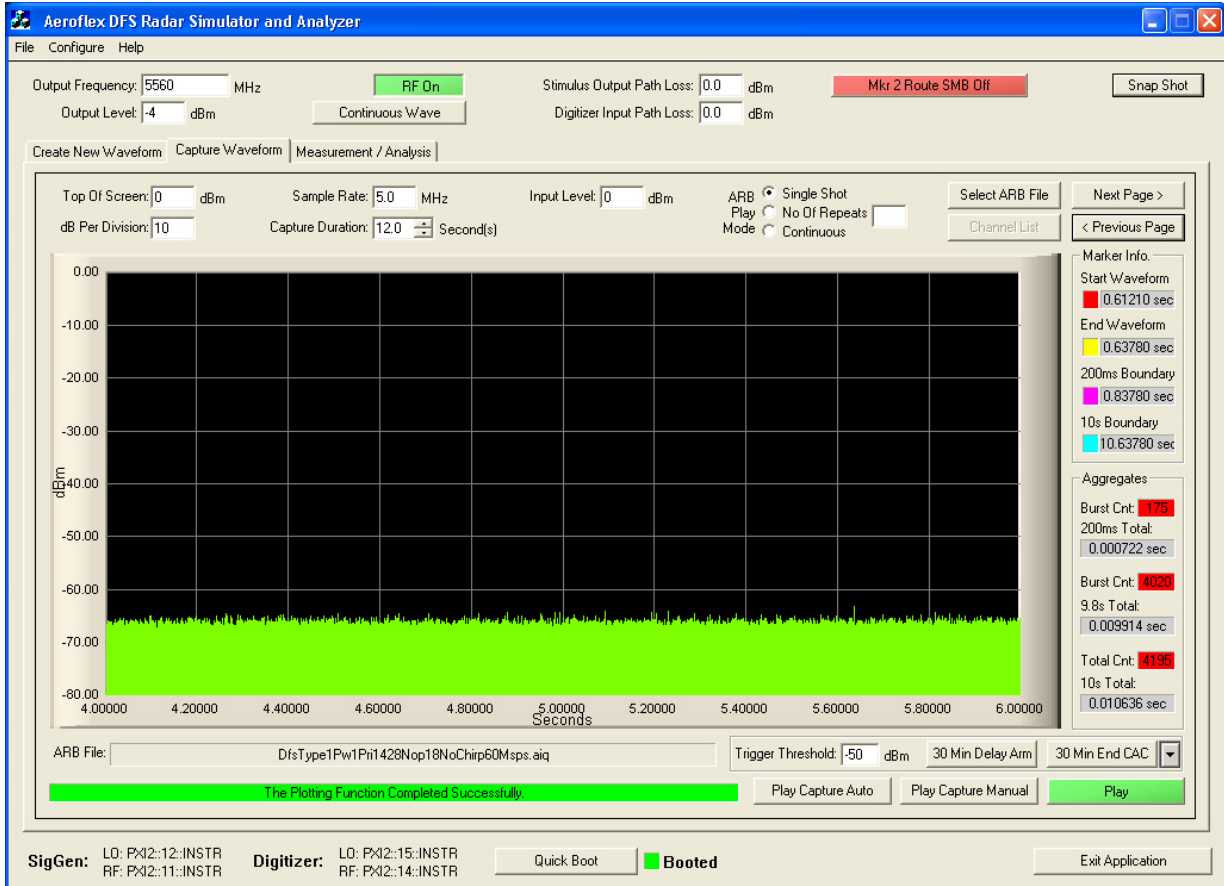 Aeroflex DFS Radar Simulator and Analyzer
File Configure Help
Output Frequency: 5560 MHz RF On Stimulus Output Path Loss: 0.0 dBm Mkr 2 Route SMB Off Snap Shot
Output Level: -4 dBm Continuous Wave Digitizer Input Path Loss: 0.0 dBm
Create New Waveform Capture Waveform Measurement / Analysis
Top Of Screen: 0 dBm Sample Rate: 5.0 MHz Input Level: 0 dBm ARB Play Mode Single Shot No Of Repeats Continuous Select ARB File Next Page >
dB Per Division: 10 Capture Duration: 12.0 Second(s) Channel List < Previous Page
0.00
-10.00
-20.00
-30.00
-40.00
-50.00
-60.00
-70.00
-80.00
dBm
4.00000 4.20000 4.40000 4.60000 4.80000 5.00000 5.20000 5.40000 5.60000 5.80000 6.00000
Seconds
Marker Info.
Start Waveform
0.61210 sec
End Waveform
0.63780 sec
200ms Boundary
0.83780 sec
10s Boundary
10.63780 sec
Aggregates
Burst Cnt: 175
200ms Total:
0.000722 sec
Burst Cnt: 4020
9.8s Total:
0.009914 sec
Total Cnt: 4195
10s Total:
0.010636 sec
ARB File: DfsType1Pw1Pri1428Nop18NoChirp60Msps.aiq Trigger Threshold: -50 dBm 30 Min Delay Arm 30 Min End CAC
The Plotting Function Completed Successfully. Play Capture Auto Play Capture Manual Play
SigGen: LO: PXI2::12::INSTR Digitizer: LO: PXI2::15::INSTR Quick Boot Booted Exit Application
RF: PXI2::11::INSTR RF: PXI2::14::INSTR